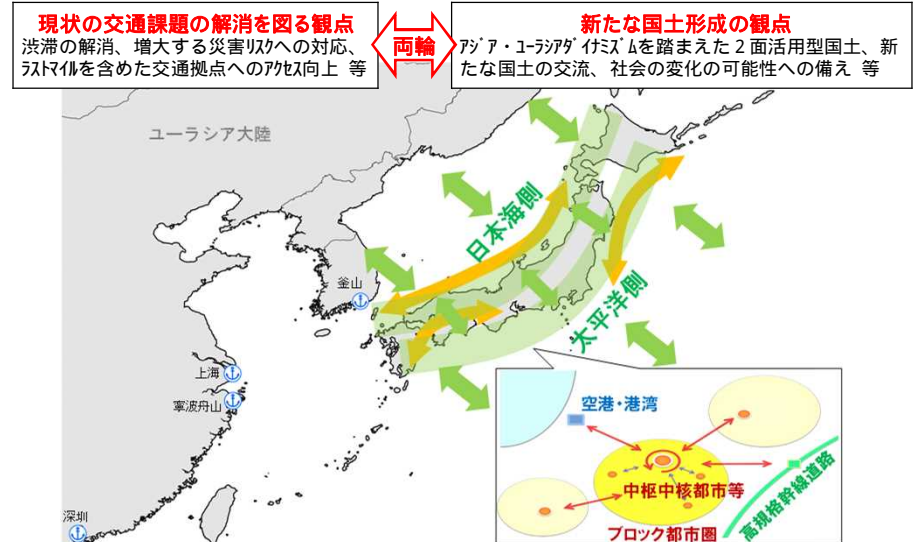 現状の交通課題の解消を図る観点
渋滞の解消、増大する災害ﾘｽｸへの対応、
ﾗｽﾄﾏｲﾙを含めた交通拠点へのｱｸｾｽ向上 等
両輪
新たな国土形成の観点
ｱｼﾞｱ・ﾕｰﾗｼｱﾀﾞｲﾅﾐｽﾞﾑを踏まえた２面活用型国土、新
たな国土の交流、社会の変化の可能性への備え 等
ユーラシア大陸
日本海側
釜山
太平洋側
上海
寧波舟山
深圳
空港・港湾
中枢中核都市等
ブロック都市圏
高規格幹線道路